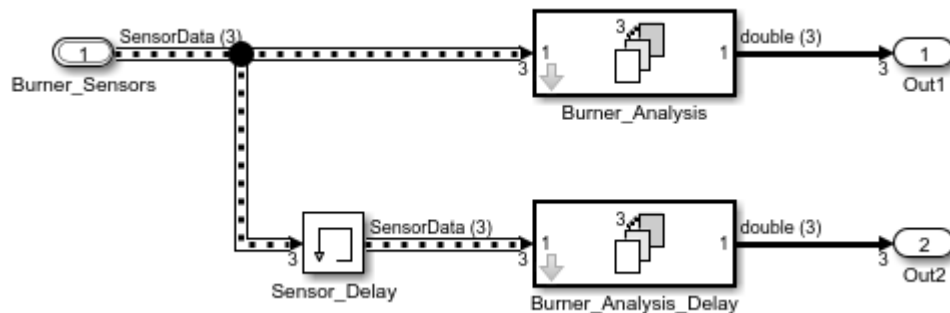 1
SensorData (3)
Burner_Sensors
1
3
3
1
Burner_Analysis
double (3)
3
1
Out1
3
Sensor_Delay
SensorData (3)
1
3
3
1
Burner_Analysis_Delay
double (3)
3
2
Out2